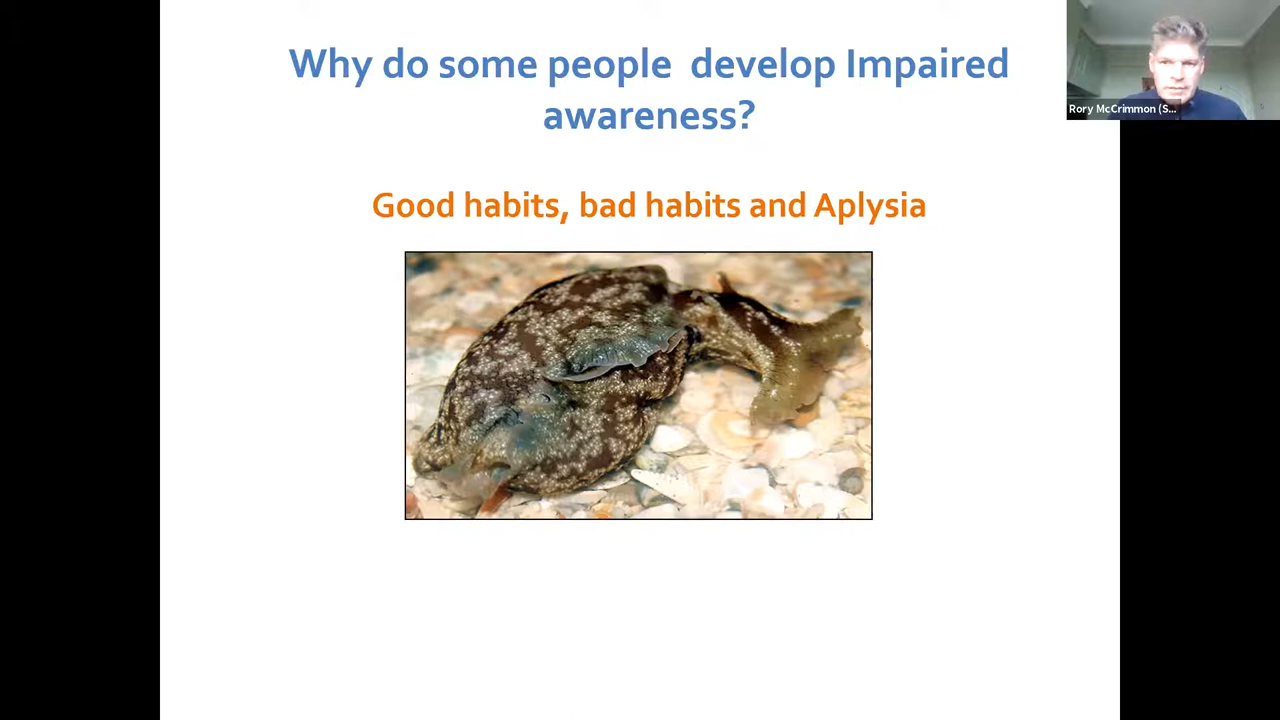 Why do some people  develop Impaired
awareness?
Rory McCrimmon (S...
Good habits, bad habits and Aplysia